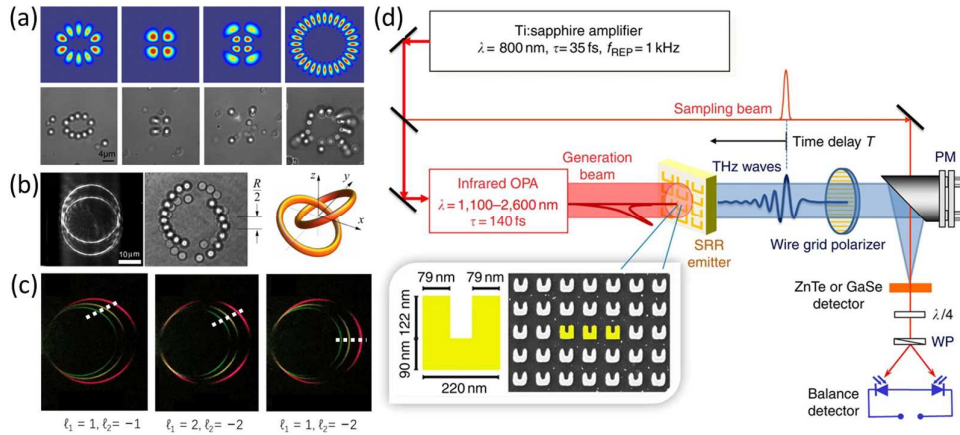 (a)
4μm
(b)
10μm
R
2
z
y
x
(c)
ℓ₁ = 1, ℓ₂= −1
ℓ₁ = 2, ℓ₂= −2
ℓ₁ = 1, ℓ₂= −2
(d)
Ti:sapphire amplifier
λ = 800 nm, τ = 35 fs, fREP = 1 kHz
Sampling beam
Time delay T
Generation
beam
THz waves
PM
Infrared OPA
λ = 1,100–2,600 nm
τ = 140 fs
SRR
emitter
Wire grid polarizer
ZnTe or GaSe
detector
λ/4
WP
Balance
detector
79 nm
79 nm
122 nm
90 nm
220 nm